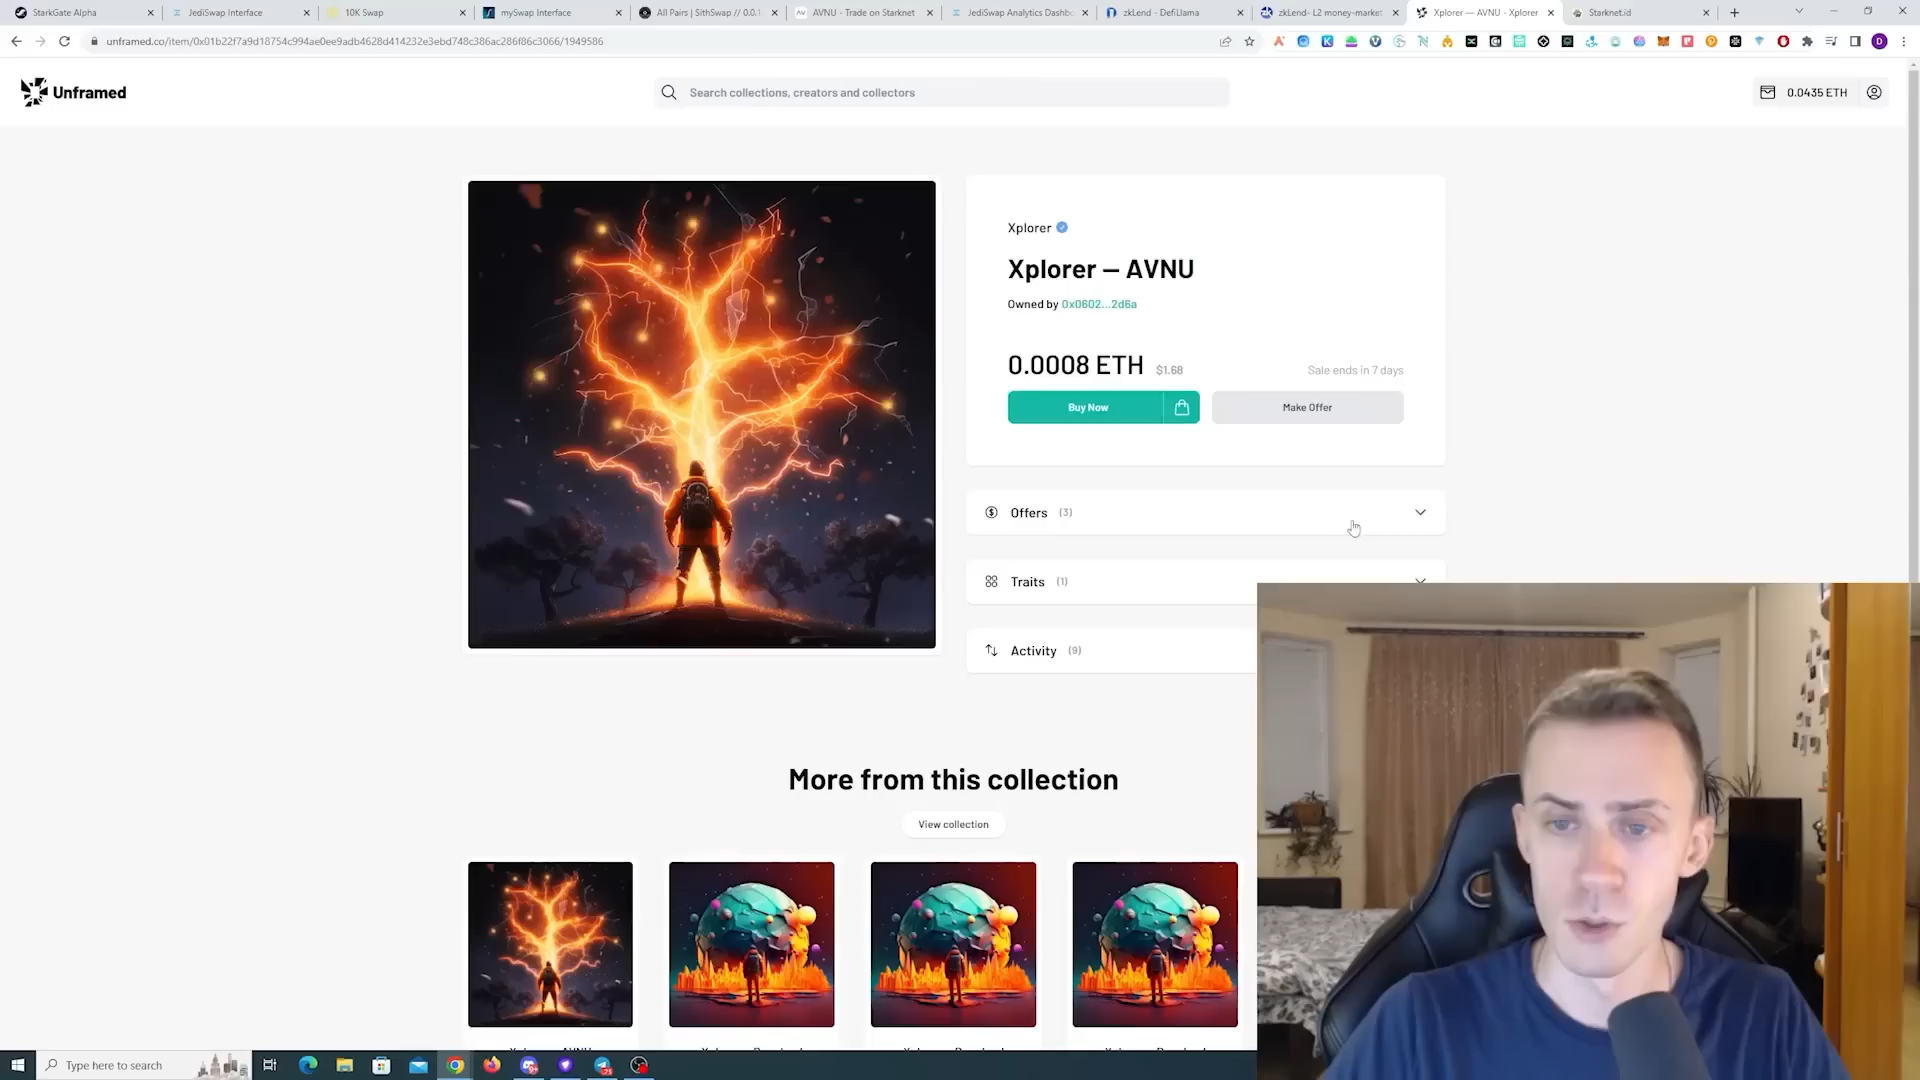 StarkGate Alpha
JediSwap Interface
10K Swap
mySwap Interface
All Pairs | SithSwap // 0.0.1
AVNU - Trade on Starknet
JediSwap Analytics Dashbo
zkLend - DefiLlama
zkLend- L2 money-market
Xplorer — AVNU - Xplorer
Starknet.id
unframed.co/item/0x01b22f7a9d18754c994ae0ee9adb4628d414232e3ebd748c386ac286f86c3066/1949586
Unframed
Search collections, creators and collectors
0.0435 ETH
Xplorer
Xplorer — AVNU
Owned by 0x0602...2d6a
0.0008 ETH $1.68
Sale ends in 7 days
Buy Now
Make Offer
Offers (3)
Traits (1)
Activity (9)
More from this collection
View collection
Type here to search